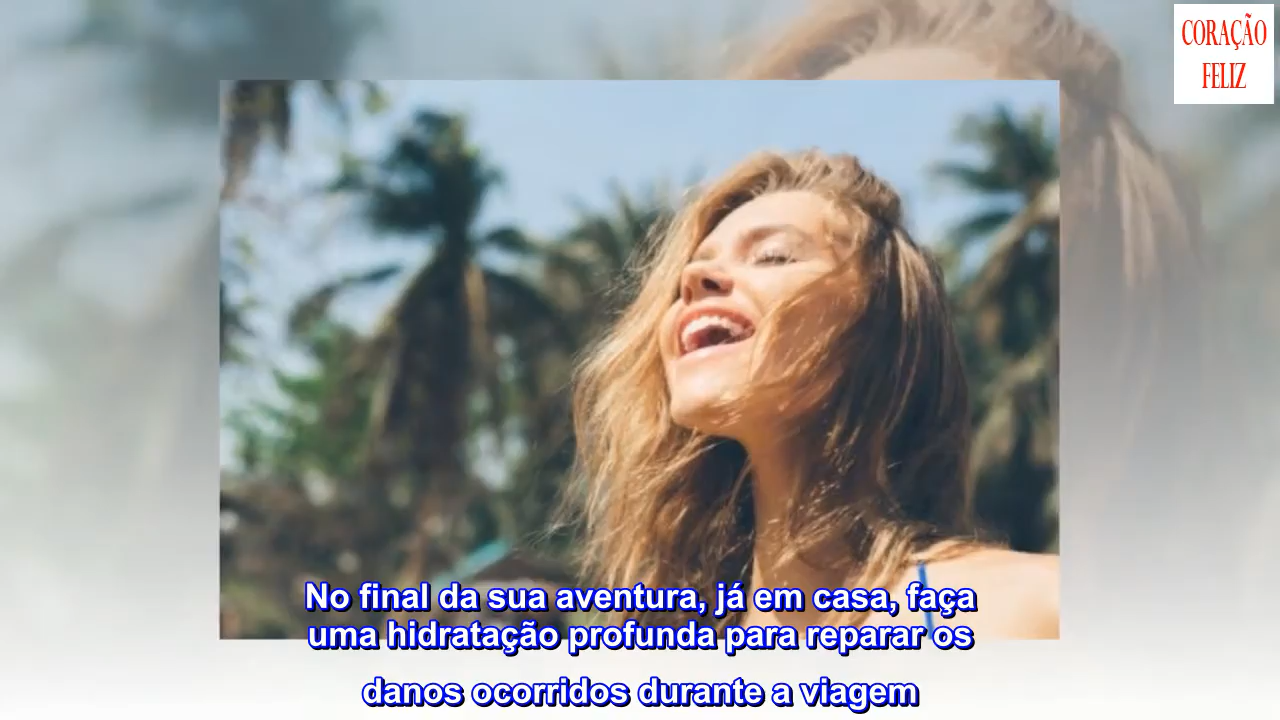 CORAÇÃO
FELIZ
No final da sua aventura, já em casa, faça
uma hidratação profunda para reparar os
danos ocorridos durante a viagem